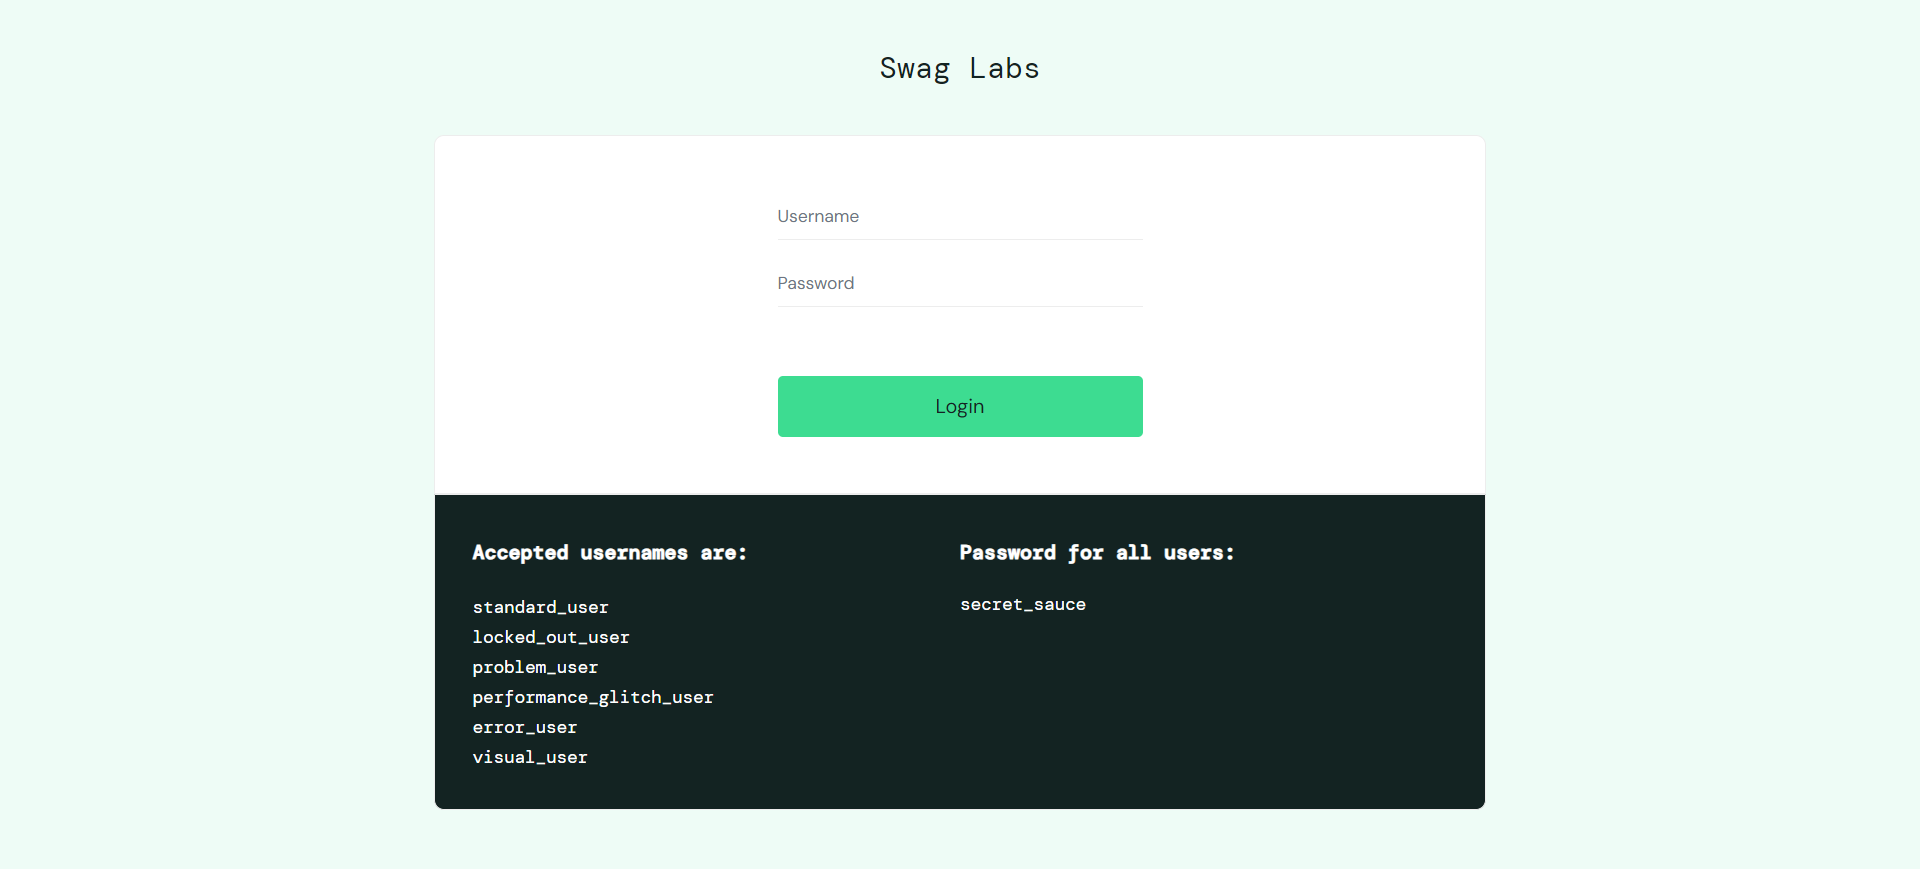 Swag Labs
Username
Password
Login
Accepted usernames are:
standard_user
locked_out_user
problem_user
performance_glitch_user
error_user
visual_user
Password for all users:
secret_sauce